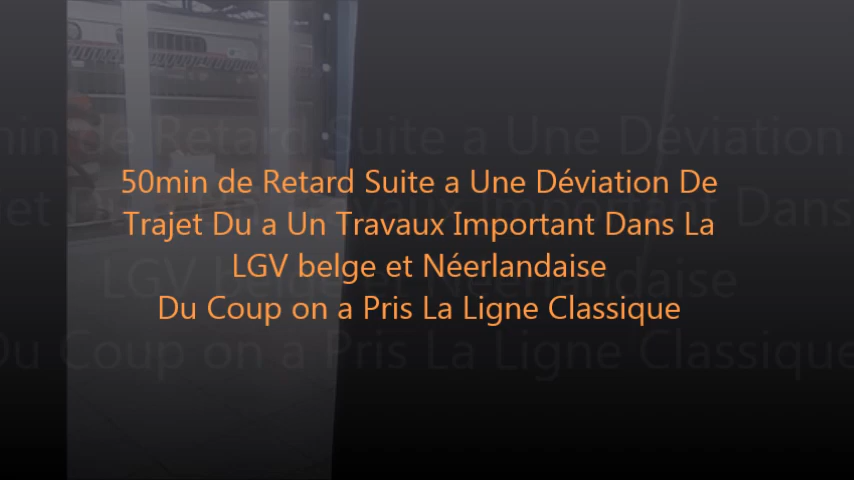 50min de Retard Suite a Une Déviation De
Trajet Du a Un Travaux Important Dans La
LGV belge et Néerlandaise
Du Coup on a Pris La Ligne Classique